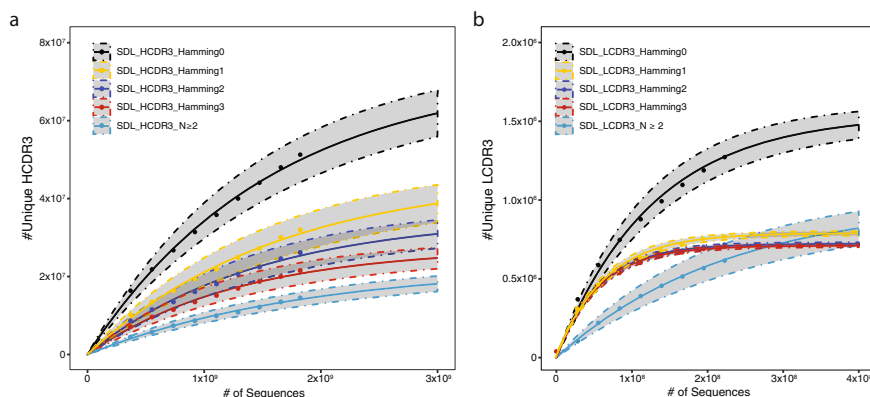 a
#Unique HCDR3
8x10⁷
6x10⁷
4x10⁷
2x10⁷
0
SDL_HCDR3_Hamming0
SDL_HCDR3_Hamming1
SDL_HCDR3_Hamming2
SDL_HCDR3_Hamming3
SDL_HCDR3_N≥2
0 1x10⁹ 2x10⁹ 3x10⁹
# of Sequences
b
#Unique LCDR3
2.0x10⁶
1.5x10⁶
1.0x10⁶
0.5x10⁶
0
SDL_LCDR3_Hamming0
SDL_LCDR3_Hamming1
SDL_LCDR3_Hamming2
SDL_LCDR3_Hamming3
SDL_LCDR3_N ≥ 2
0 1x10⁸ 2x10⁸ 3x10⁸ 4x10⁸
# of Sequences